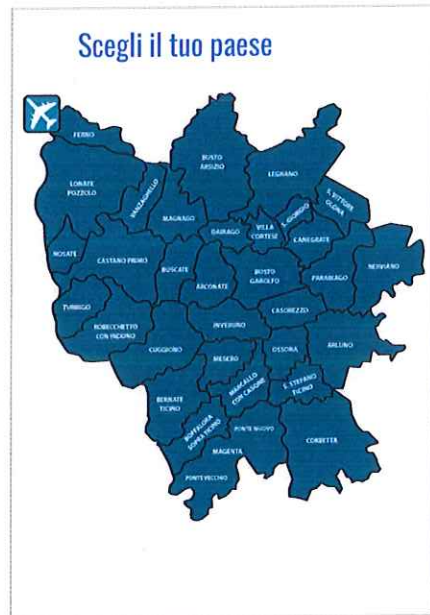 Scegli il tuo paese
FERNO
BUSTO
ARSIZIO
LEGNANO
LONATE
POZZOLO
VANZAGHELLO
S. VITTORE
OLONA
MAGNAGO
S. GIORGIO
DAIRAGO
VILLA
CORTESE
CANEGRATE
NOSATE
CASTANO PRIMO
BUSCATE
BUSTO
GAROLFO
PARABIAGO
NERVIANO
ARCONATE
TURBIGO
CASOREZZO
ROBECCHETTO
CON INDUNO
INVERUNO
CUGGIONO
MESERO
OSSONA
ARLUNO
MARCALLO
CON CASONE
S. STEFANO
TICINO
BERNATE
TICINO
BOFFALORA
SOPRA TICINO
PONTE NUOVO
CORBETTA
MAGENTA
PONTEVECCHIO